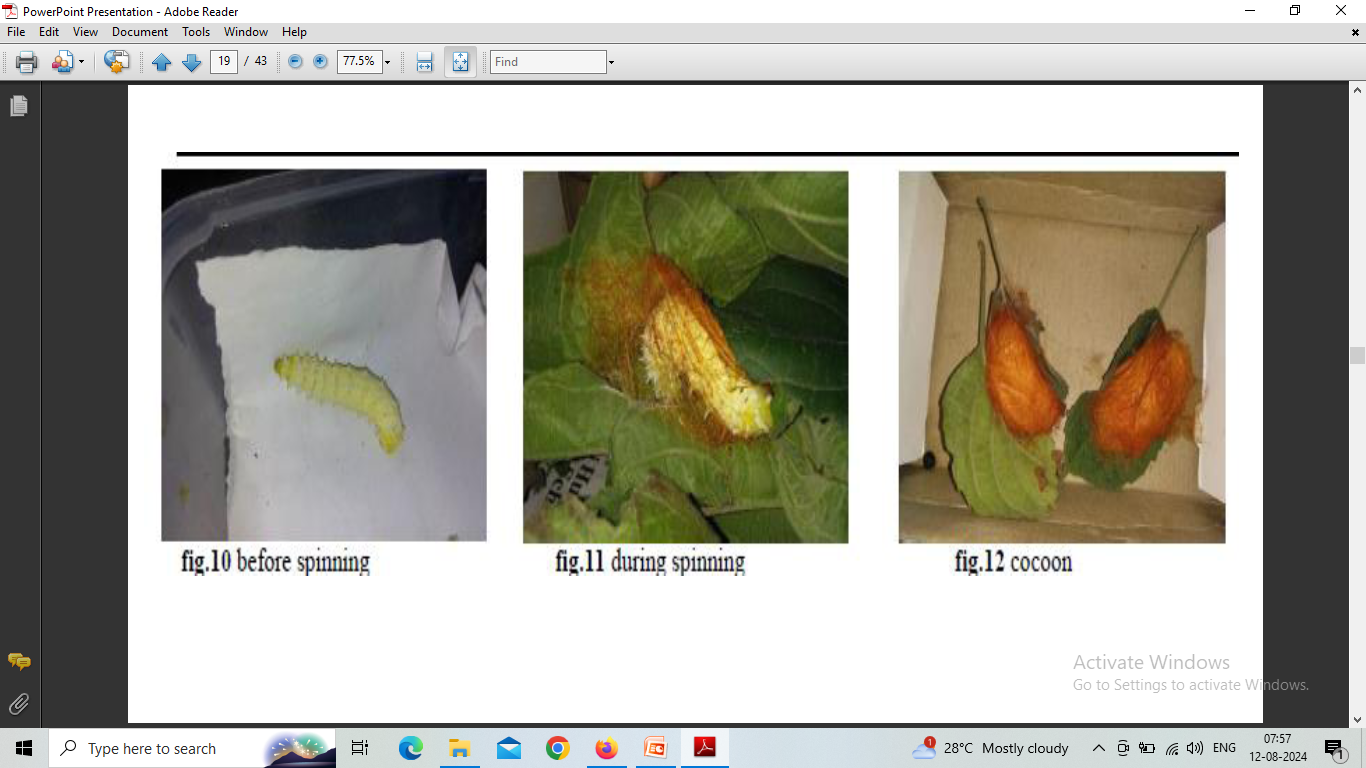 PowerPoint Presentation - Adobe Reader
File Edit View Document Tools Window Help
19 / 43 77.5% Find
fig.10 before spinning
fig.11 during spinning
fig.12 cocoon
Activate Windows
Go to Settings to activate Windows.
Type here to search
28°C Mostly cloudy
ENG
07:57
12-08-2024